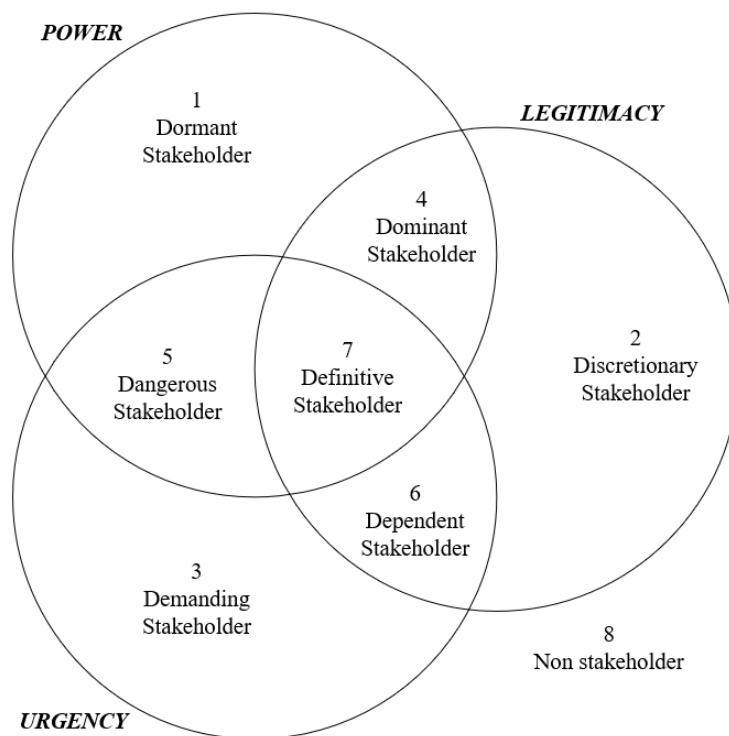 POWER
1
Dormant
Stakeholder
LEGITIMACY
4
Dominant
Stakeholder
5
Dangerous
Stakeholder
7
Definitive
Stakeholder
2
Discretionary
Stakeholder
6
Dependent
Stakeholder
3
Demanding
Stakeholder
8
Non stakeholder
URGENCY